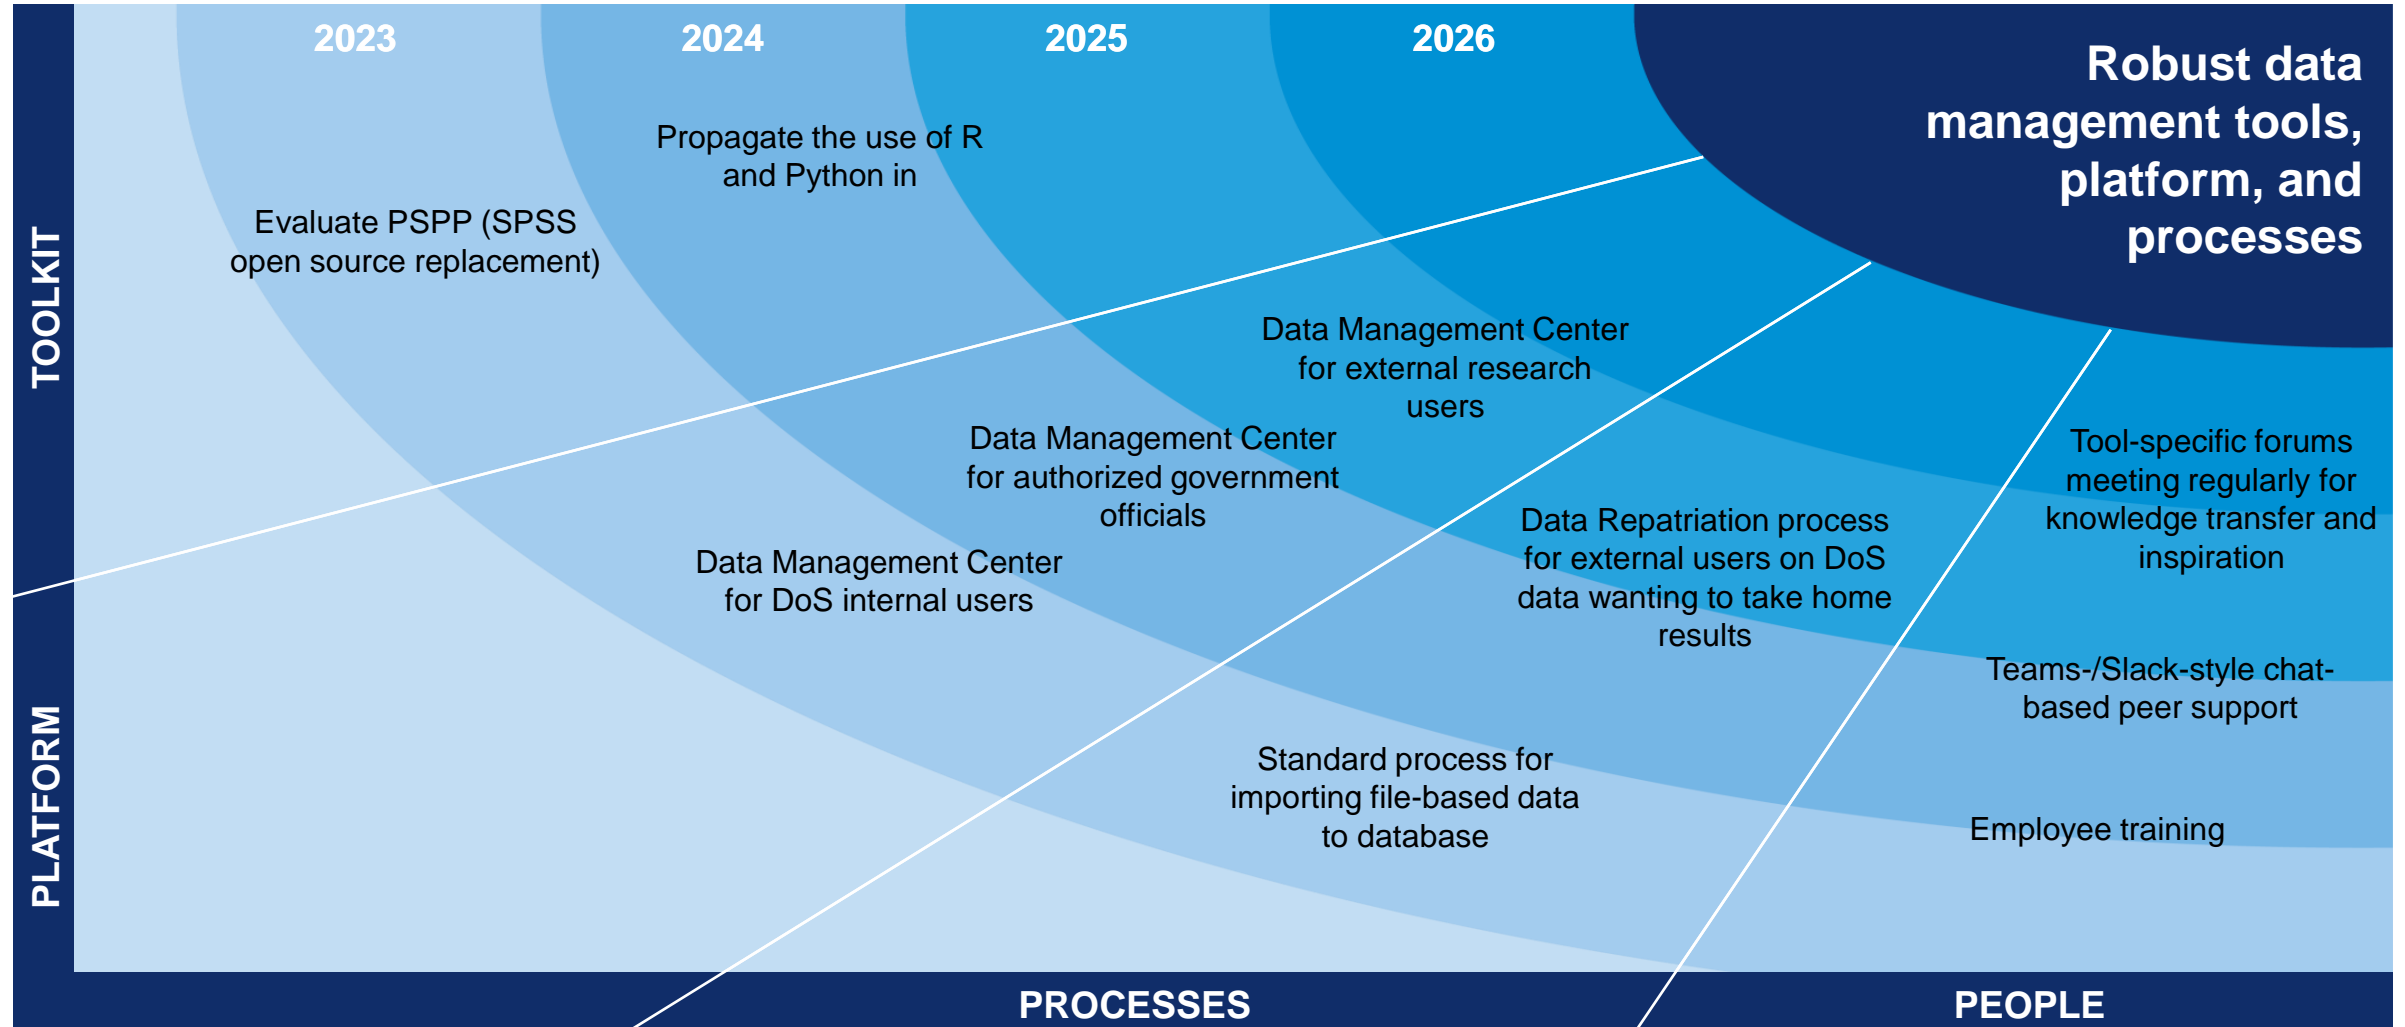 2023
2024
2025
2026
Robust data
management tools,
platform, and
processes
TOOLKIT
Propagate the use of R
and Python in
Evaluate PSPP (SPSS
open source replacement)
PLATFORM
Data Management Center
for external research
users
Data Management Center
for authorized government
officials
Data Management Center
for DoS internal users
Data Repatriation process
for external users on DoS
data wanting to take home
results
Standard process for
importing file-based data
to database
Tool-specific forums
meeting regularly for
knowledge transfer and
inspiration
Teams-/Slack-style chat-
based peer support
Employee training
PROCESSES
PEOPLE